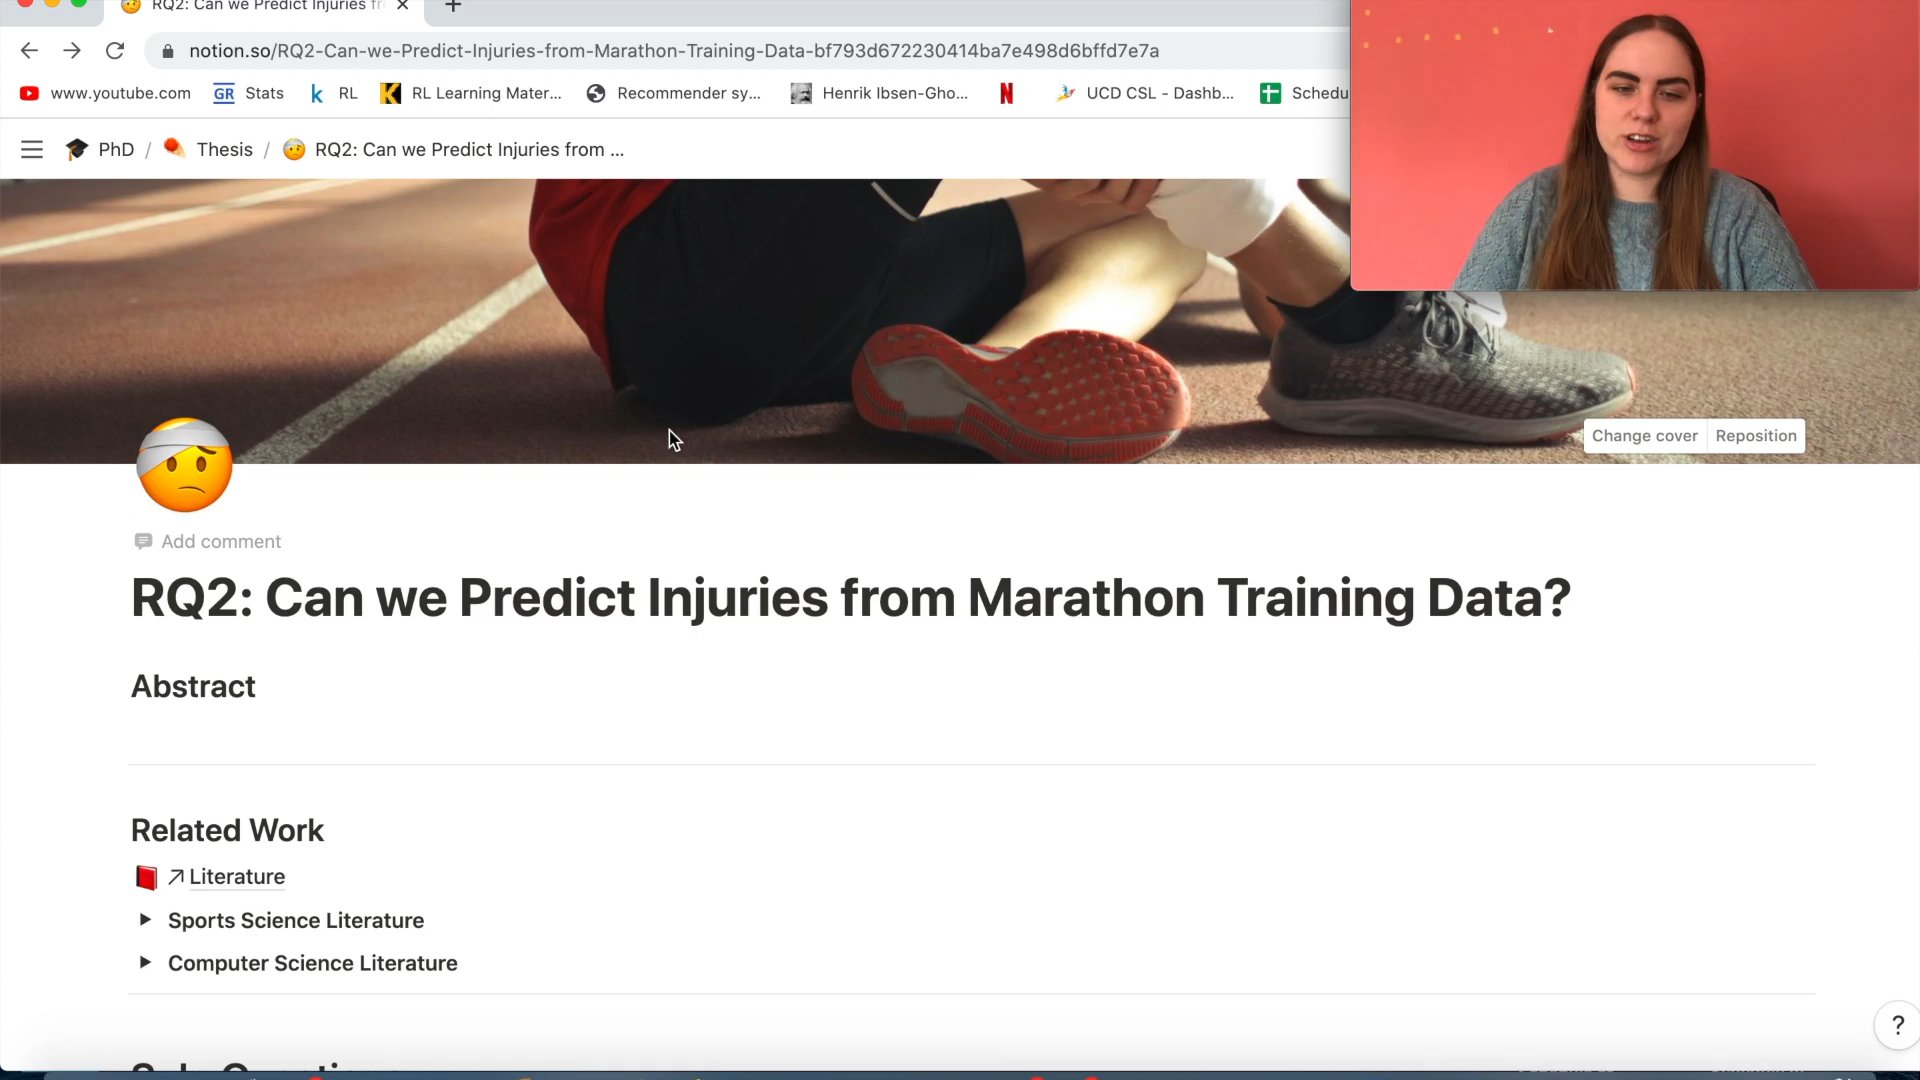 RQ2: Can we Predict Injuries fr
notion.so/RQ2-Can-we-Predict-Injuries-from-Marathon-Training-Data-bf793d672230414ba7e498d6bffd7e7a
www.youtube.com GR Stats k RL K RL Learning Mater... Recommender sy... Henrik Ibsen-Gho... N UCD CSL - Dashb... Schedu
PhD / Thesis / RQ2: Can we Predict Injuries from ...
Change cover Reposition
Add comment
RQ2: Can we Predict Injuries from Marathon Training Data?
Abstract
Related Work
Literature
Sports Science Literature
Computer Science Literature
?